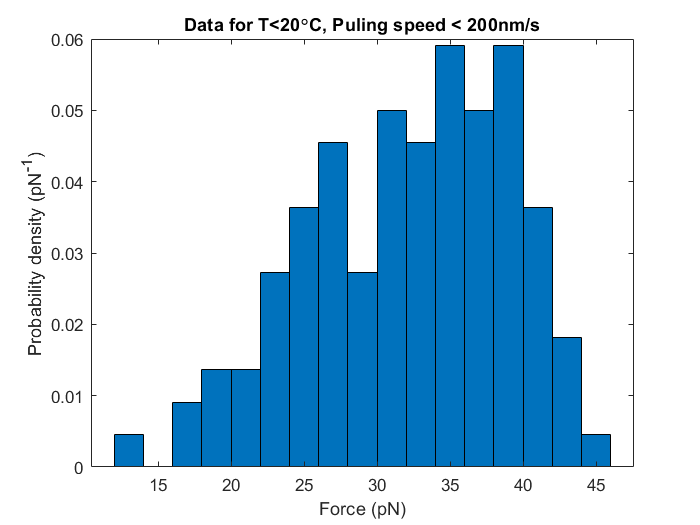 Data for T<20°C, Puling speed < 200nm/s
0.06
0.05
0.04
0.03
0.02
0.01
0
Probability density (pN⁻¹)
15 20 25 30 35 40 45
Force (pN)